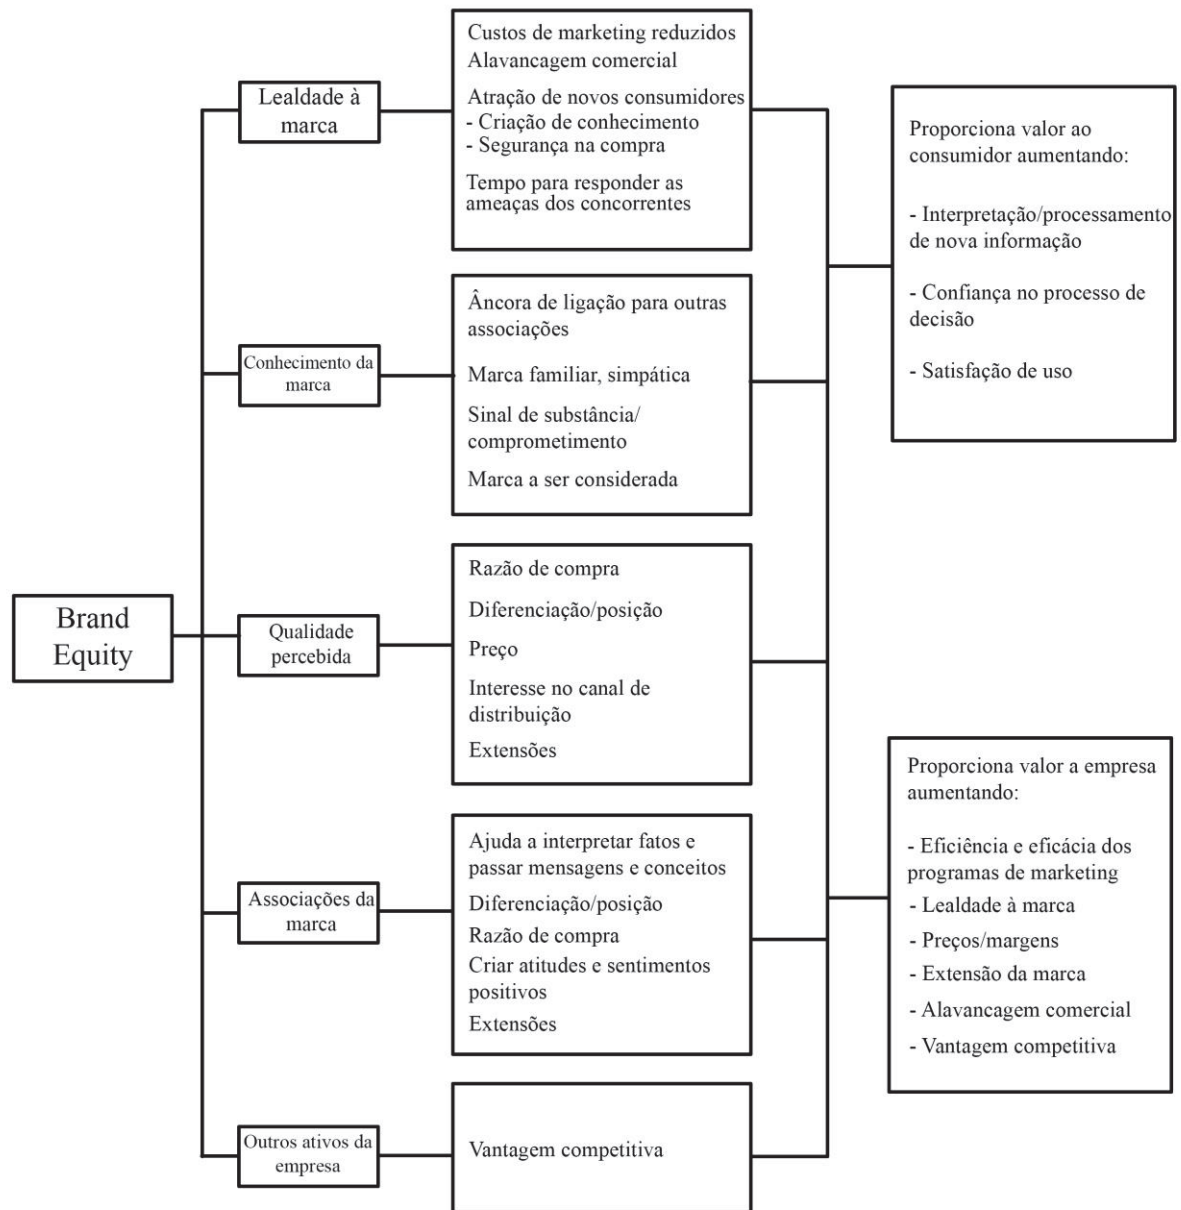 Brand
Equity
Lealdade à
marca
Custos de marketing reduzidos
Alavancagem comercial
Atração de novos consumidores
- Criação de conhecimento
- Segurança na compra
Tempo para responder as
ameaças dos concorrentes
Conhecimento da
marca
Âncora de ligação para outras
associações
Marca familiar, simpática
Sinal de substância/
comprometimento
Marca a ser considerada
Qualidade
percebida
Razão de compra
Diferenciação/posição
Preço
Interesse no canal de
distribuição
Extensões
Associações da
marca
Ajuda a interpretar fatos e
passar mensagens e conceitos
Diferenciação/posição
Razão de compra
Criar atitudes e sentimentos
positivos
Extensões
Outros ativos da
empresa
Vantagem competitiva
Proporciona valor ao
consumidor aumentando:
- Interpretação/processamento
de nova informação
- Confiança no processo de
decisão
- Satisfação de uso
Proporciona valor a empresa
aumentando:
- Eficiência e eficácia dos
programas de marketing
- Lealdade à marca
- Preços/margens
- Extensão da marca
- Alavancagem comercial
- Vantagem competitiva